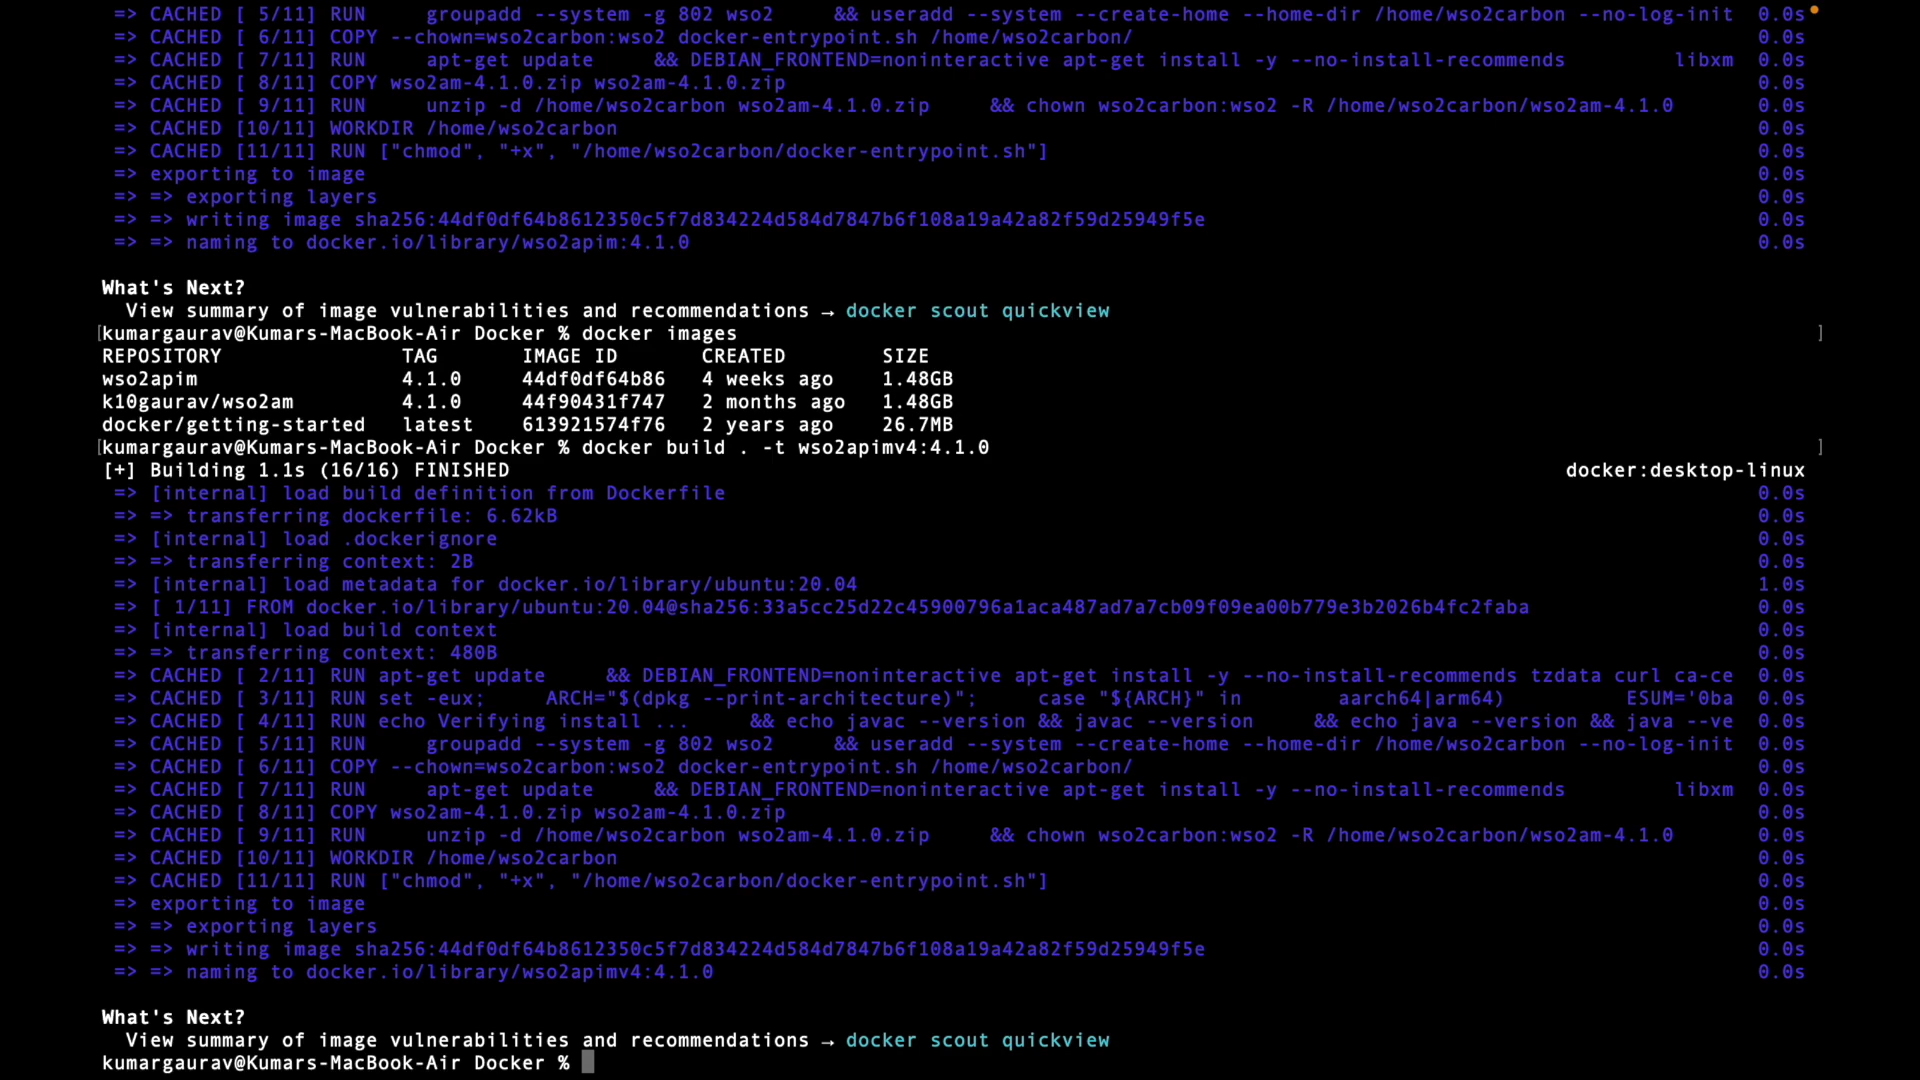 => CACHED [ 5/11] RUN     groupadd --system -g 802 wso2     && useradd --system --create-home --home-dir /home/wso2carbon --no-log-init  0.0s
=> CACHED [ 6/11] COPY --chown=wso2carbon:wso2 docker-entrypoint.sh /home/wso2carbon/  0.0s
=> CACHED [ 7/11] RUN     apt-get update     && DEBIAN_FRONTEND=noninteractive apt-get install -y --no-install-recommends         libxm  0.0s
=> CACHED [ 8/11] COPY wso2am-4.1.0.zip wso2am-4.1.0.zip  0.0s
=> CACHED [ 9/11] RUN     unzip -d /home/wso2carbon wso2am-4.1.0.zip     && chown wso2carbon:wso2 -R /home/wso2carbon/wso2am-4.1.0  0.0s
=> CACHED [10/11] WORKDIR /home/wso2carbon  0.0s
=> CACHED [11/11] RUN ["chmod", "+x", "/home/wso2carbon/docker-entrypoint.sh"]  0.0s
=> exporting to image  0.0s
=> => exporting layers  0.0s
=> => writing image sha256:44df0df64b8612350c5f7d834224d584d7847b6f108a19a42a82f59d25949f5e  0.0s
=> => naming to docker.io/library/wso2apim:4.1.0  0.0s
What's Next?
View summary of image vulnerabilities and recommendations → docker scout quickview
[kumargaurav@Kumars-MacBook-Air Docker % docker images ]
REPOSITORY               TAG       IMAGE ID       CREATED        SIZE
wso2apim                 4.1.0     44df0df64b86   4 weeks ago    1.48GB
k10gaurav/wso2am         4.1.0     44f90431f747   2 months ago   1.48GB
docker/getting-started   latest    613921574f76   2 years ago    26.7MB
[kumargaurav@Kumars-MacBook-Air Docker % docker build . -t wso2apimv4:4.1.0 ]
[+] Building 1.1s (16/16) FINISHED  docker:desktop-linux
=> [internal] load build definition from Dockerfile  0.0s
=> => transferring dockerfile: 6.62kB  0.0s
=> [internal] load .dockerignore  0.0s
=> => transferring context: 2B  0.0s
=> [internal] load metadata for docker.io/library/ubuntu:20.04  1.0s
=> [ 1/11] FROM docker.io/library/ubuntu:20.04@sha256:33a5cc25d22c45900796a1aca487ad7a7cb09f09ea00b779e3b2026b4fc2faba  0.0s
=> [internal] load build context  0.0s
=> => transferring context: 480B  0.0s
=> CACHED [ 2/11] RUN apt-get update     && DEBIAN_FRONTEND=noninteractive apt-get install -y --no-install-recommends tzdata curl ca-ce  0.0s
=> CACHED [ 3/11] RUN set -eux;     ARCH="$(dpkg --print-architecture)";     case "${ARCH}" in        aarch64|arm64)          ESUM='0ba  0.0s
=> CACHED [ 4/11] RUN echo Verifying install ...     && echo javac --version && javac --version     && echo java --version && java --ve  0.0s
=> CACHED [ 5/11] RUN     groupadd --system -g 802 wso2     && useradd --system --create-home --home-dir /home/wso2carbon --no-log-init  0.0s
=> CACHED [ 6/11] COPY --chown=wso2carbon:wso2 docker-entrypoint.sh /home/wso2carbon/  0.0s
=> CACHED [ 7/11] RUN     apt-get update     && DEBIAN_FRONTEND=noninteractive apt-get install -y --no-install-recommends         libxm  0.0s
=> CACHED [ 8/11] COPY wso2am-4.1.0.zip wso2am-4.1.0.zip  0.0s
=> CACHED [ 9/11] RUN     unzip -d /home/wso2carbon wso2am-4.1.0.zip     && chown wso2carbon:wso2 -R /home/wso2carbon/wso2am-4.1.0  0.0s
=> CACHED [10/11] WORKDIR /home/wso2carbon  0.0s
=> CACHED [11/11] RUN ["chmod", "+x", "/home/wso2carbon/docker-entrypoint.sh"]  0.0s
=> exporting to image  0.0s
=> => exporting layers  0.0s
=> => writing image sha256:44df0df64b8612350c5f7d834224d584d7847b6f108a19a42a82f59d25949f5e  0.0s
=> => naming to docker.io/library/wso2apimv4:4.1.0  0.0s
What's Next?
View summary of image vulnerabilities and recommendations → docker scout quickview
kumargaurav@Kumars-MacBook-Air Docker %